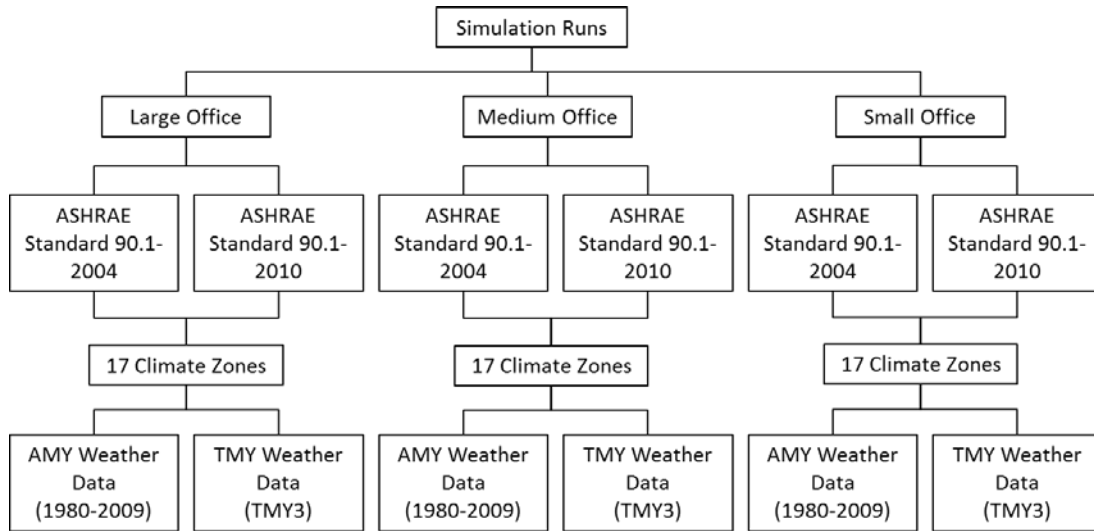 Simulation Runs
Large Office
Medium Office
Small Office
ASHRAE
Standard 90.1-
2004
ASHRAE
Standard 90.1-
2010
ASHRAE
Standard 90.1-
2004
ASHRAE
Standard 90.1-
2010
ASHRAE
Standard 90.1-
2004
ASHRAE
Standard 90.1-
2010
17 Climate Zones
17 Climate Zones
17 Climate Zones
AMY Weather
Data
(1980-2009)
TMY Weather
Data
(TMY3)
AMY Weather
Data
(1980-2009)
TMY Weather
Data
(TMY3)
AMY Weather
Data
(1980-2009)
TMY Weather
Data
(TMY3)